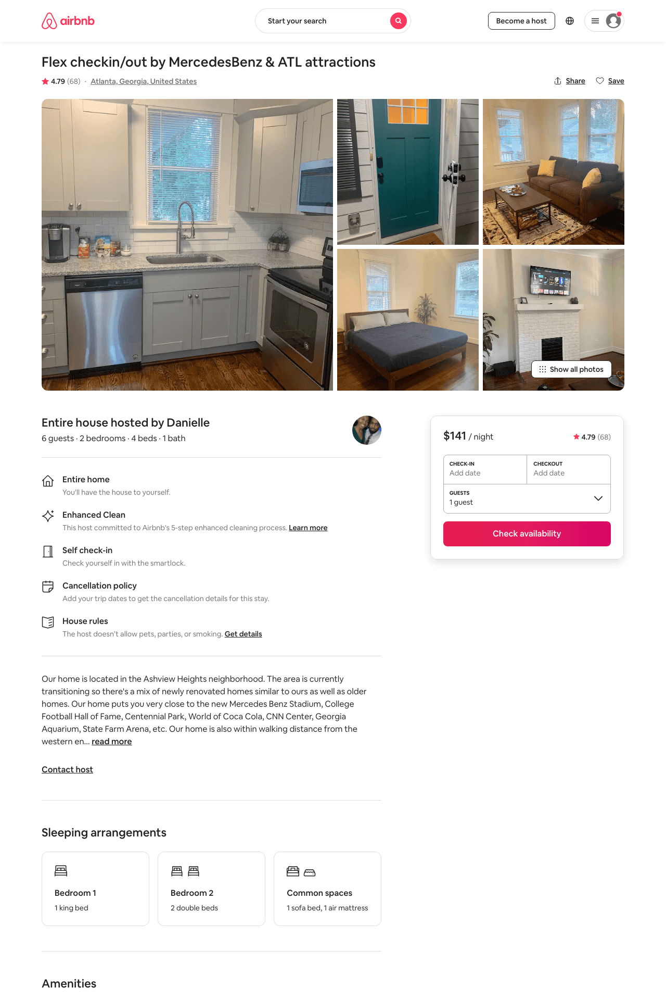 airbnb
Start your search
Become a host
Flex checkin/out by MercedesBenz & ATL attractions
4.79 (68) · Atlanta, Georgia, United States
Share
Save
Show all photos
Entire house hosted by Danielle
6 guests · 2 bedrooms · 4 beds · 1 bath
$141 / night
4.79 (68)
CHECK-IN
Add date
CHECKOUT
Add date
GUESTS
1 guest
Check availability
Entire home
You'll have the house to yourself.
Enhanced Clean
This host committed to Airbnb's 5-step enhanced cleaning process. Learn more
Self check-in
Check yourself in with the smartlock.
Cancellation policy
Add your trip dates to get the cancellation details for this stay.
House rules
The host doesn't allow pets, parties, or smoking. Get details
Our home is located in the Ashview Heights neighborhood. The area is currently
transitioning so there's a mix of newly renovated homes similar to ours as well as older
homes. Our home puts you very close to the new Mercedes Benz Stadium, College
Football Hall of Fame, Centennial Park, World of Coca Cola, CNN Center, Georgia
Aquarium, State Farm Arena, etc. Our home is also within walking distance from the
western en... read more
Contact host
Sleeping arrangements
Bedroom 1
1 king bed
Bedroom 2
2 double beds
Common spaces
1 sofa bed, 1 air mattress
Amenities